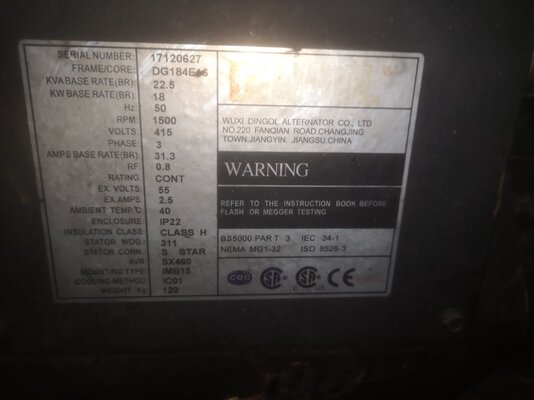 SERIAL NUMBER: 17120627
FRAME/CORE:
KVA BASE RATE(BR): 22.5
KW BASE RATE(BR): 18
Hz: 50
RPM: 1500
VOLTS: 415
PHASE: 3
AMPS BASE RATE(BR) 31.3
RF 0.8
RATING: CONT
EX. VOLTS: 55
EX.AMPS: 2.5
AMBIENT TEMP.°C 40
ENCLOSURE: IP22
INSULATION CLASS: CLASS H
STATOR WDG.: 311
STATOR CONN.: S STAR
AVR SX460
MOUNTING TYPE: IMB15
COOLING METHOD: IC01
WEIGHT Kg 120
WUXI DINGOL ALTERNATOR CO., LTD
NO.220 FANQIAN ROAD.CHANGJING
TOWN.JIANGYIN. JIANGSU.CHINA
WARNING
REFER TO THE INSTRUCTION BOOK BEFORE
FLASH OR MEGGER TESTING
BS5000 PART 3 IEC 34-1
NEMA MG1-32 ISO 8528-3